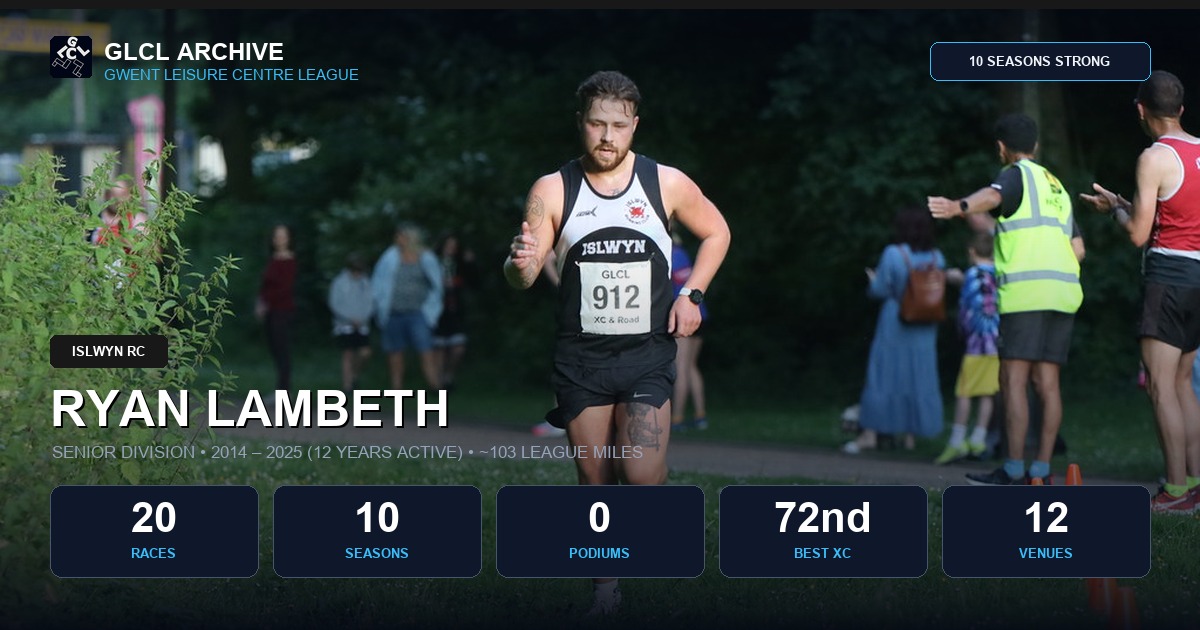 GC
GLCL ARCHIVE
GWENT LEISURE CENTRE LEAGUE
10 SEASONS STRONG
ISLWYN
ISLWYN
GLCL
912
XC & Road
ISLWYN RC
RYAN LAMBETH
SENIOR DIVISION • 2014 – 2025 (12 YEARS ACTIVE) • ~103 LEAGUE MILES
20
RACES
10
SEASONS
0
PODIUMS
72nd
BEST XC
12
VENUES